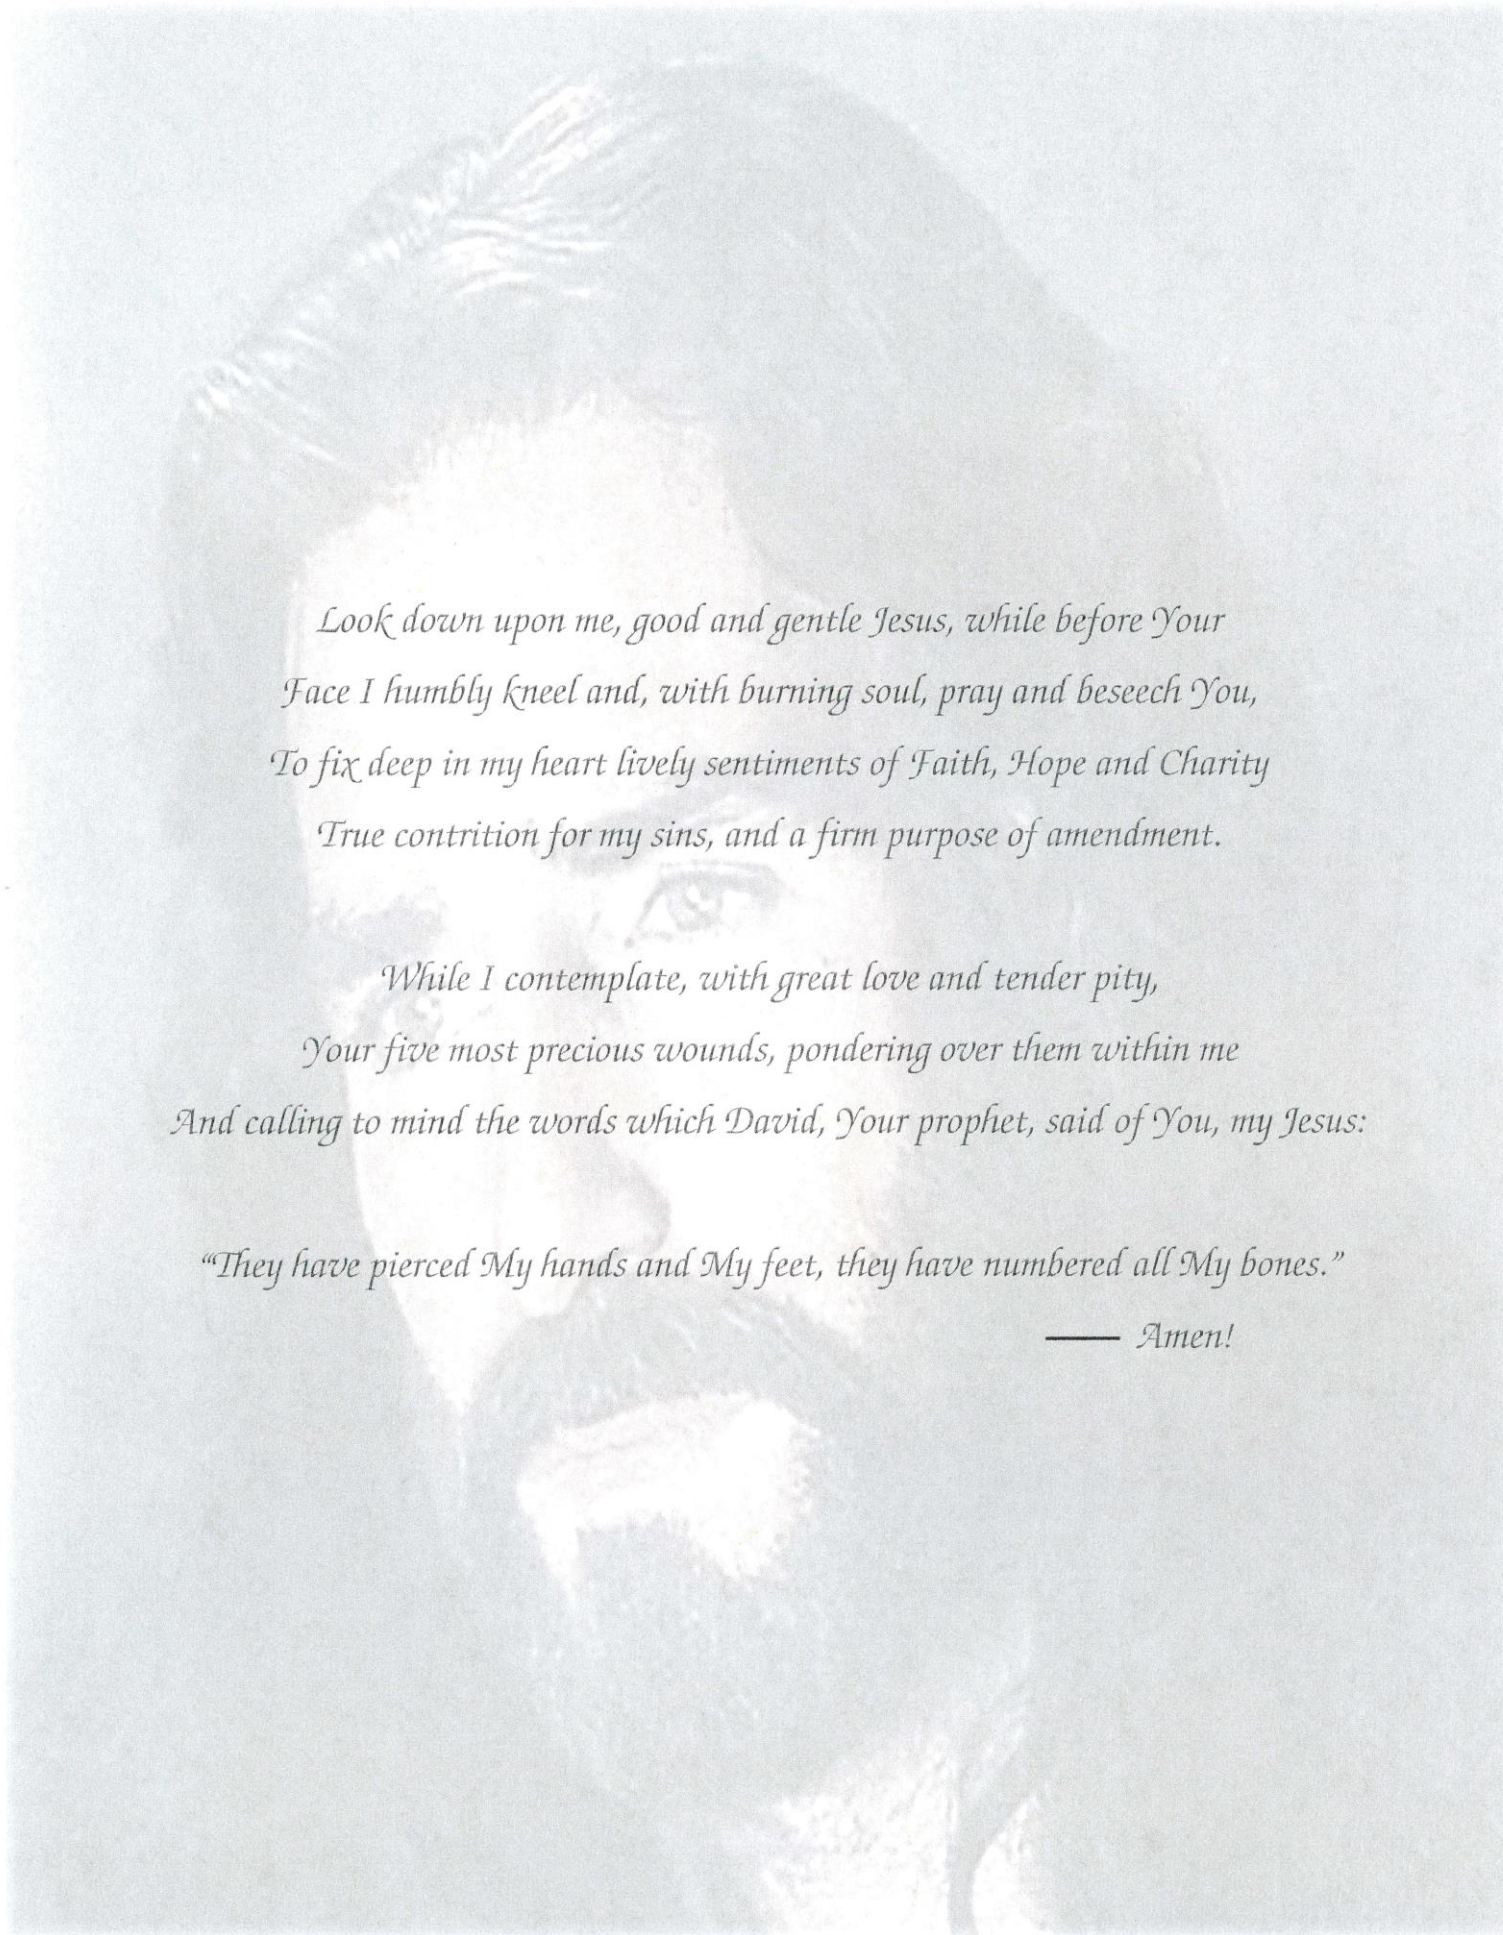 Look down upon me, good and gentle Jesus, while before Your
Face I humbly kneel and, with burning soul, pray and beseech You,
To fix deep in my heart lively sentiments of Faith, Hope and Charity
True contrition for my sins, and a firm purpose of amendment.
While I contemplate, with great love and tender pity,
Your five most precious wounds, pondering over them within me
And calling to mind the words which David, Your prophet, said of You, my Jesus:
“They have pierced My hands and My feet, they have numbered all My bones.”
—— Amen!